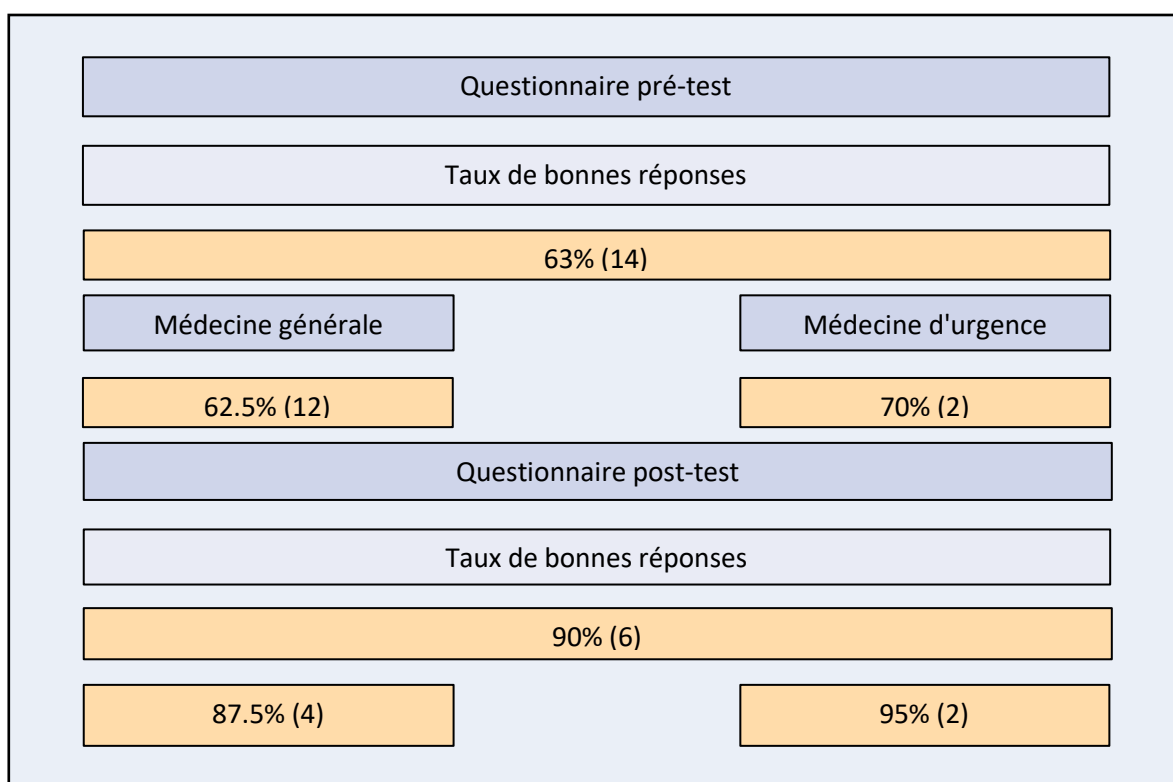 Questionnaire pré-test
Taux de bonnes réponses
63% (14)
Médecine générale
Médecine d'urgence
62.5% (12)
70% (2)
Questionnaire post-test
Taux de bonnes réponses
90% (6)
87.5% (4)
95% (2)